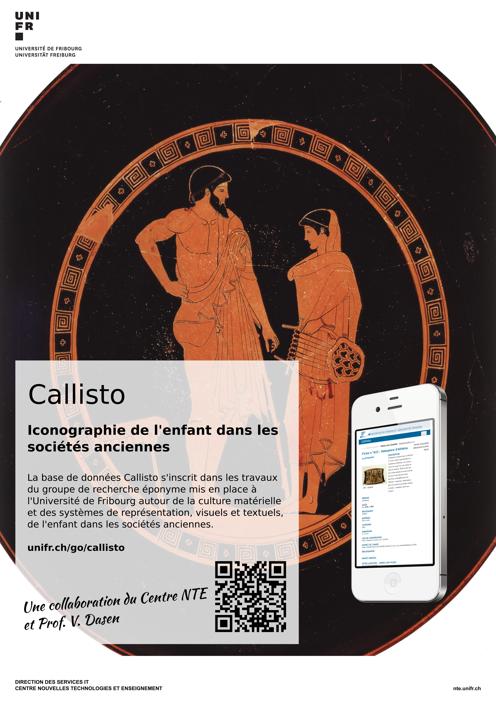 UNI
FR
UNIVERSITÉ DE FRIBOURG
UNIVERSITÄT FREIBURG
Callisto
Iconographie de l'enfant dans les
sociétés anciennes
La base de données Callisto s'inscrit dans les travaux
du groupe de recherche éponyme mis en place à
l'Université de Fribourg autour de la culture matérielle
et des systèmes de représentation, visuels et textuels,
de l'enfant dans les sociétés anciennes.
unifr.ch/go/callisto
Une collaboration du Centre NTE
et Prof. V. Dasen
DIRECTION DES SERVICES IT
CENTRE NOUVELLES TECHNOLOGIES ET ENSEIGNEMENT
nte.unifr.ch